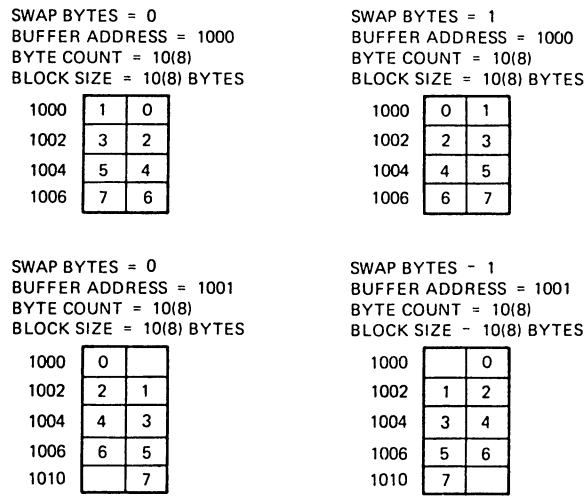 SWAP BYTES = 0
BUFFER ADDRESS = 1000
BYTE COUNT = 10(8)
BLOCK SIZE = 10(8) BYTES
1000 1 0
1002 3 2
1004 5 4
1006 7 6
SWAP BYTES = 1
BUFFER ADDRESS = 1000
BYTE COUNT = 10(8)
BLOCK SIZE = 10(8) BYTES
1000 0 1
1002 2 3
1004 4 5
1006 6 7
SWAP BYTES = 0
BUFFER ADDRESS = 1001
BYTE COUNT = 10(8)
BLOCK SIZE = 10(8) BYTES
1000 0
1002 2 1
1004 4 3
1006 6 5
1010 7
SWAP BYTES - 1
BUFFER ADDRESS = 1001
BYTE COUNT = 10(8)
BLOCK SIZE - 10(8) BYTES
1000 0
1002 1 2
1004 3 4
1006 5 6
1010 7